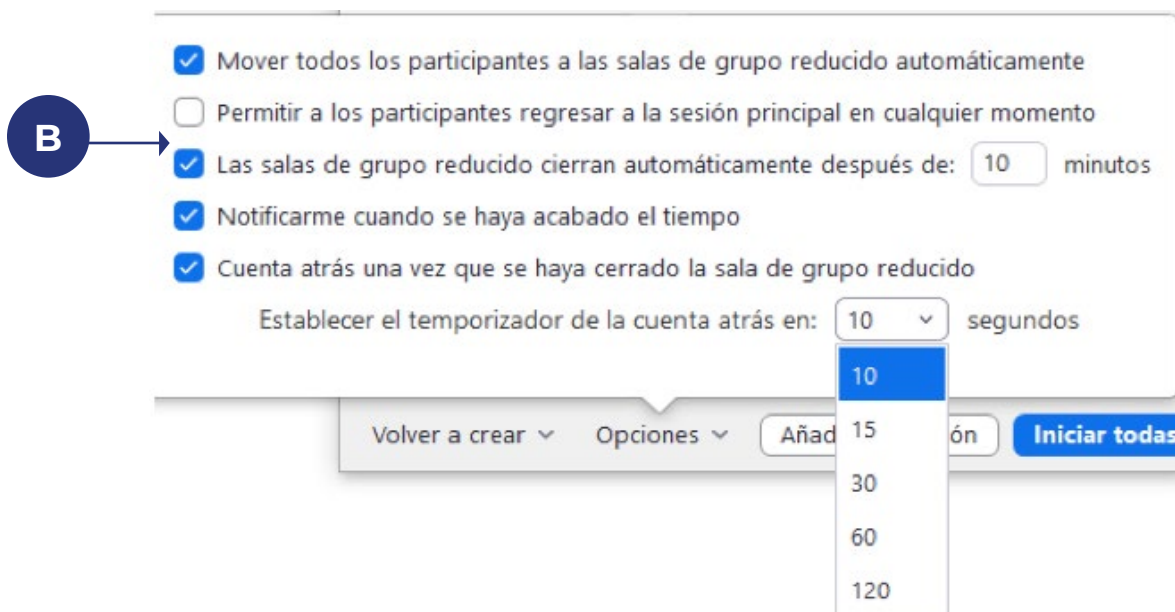 Mover todos los participantes a las salas de grupo reducido automáticamente
Permitir a los participantes regresar a la sesión principal en cualquier momento
B
Las salas de grupo reducido cierran automáticamente después de: 10 minutos
Notificarme cuando se haya acabado el tiempo
Cuenta atrás una vez que se haya cerrado la sala de grupo reducido
Establecer el temporizador de la cuenta atrás en: 10 segundos
10
Volver a crear Opciones Iniciar todas
15
30
60
120